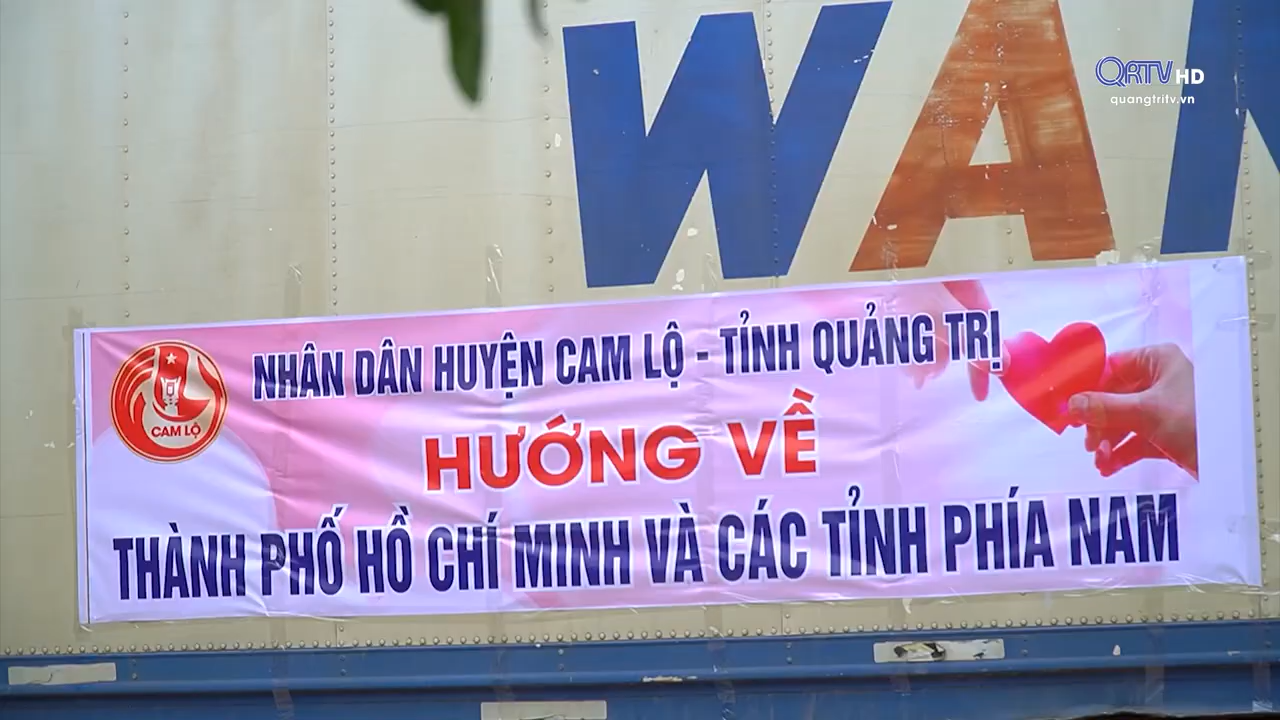 WAN
QRTV HD
quangtritv.vn
NHÂN DÂN HUYỆN CAM LỘ - TỈNH QUẢNG TRỊ
CAM LỘ
HƯỚNG VỀ
THÀNH PHỐ HỒ CHÍ MINH VÀ CÁC TỈNH PHÍA NAM